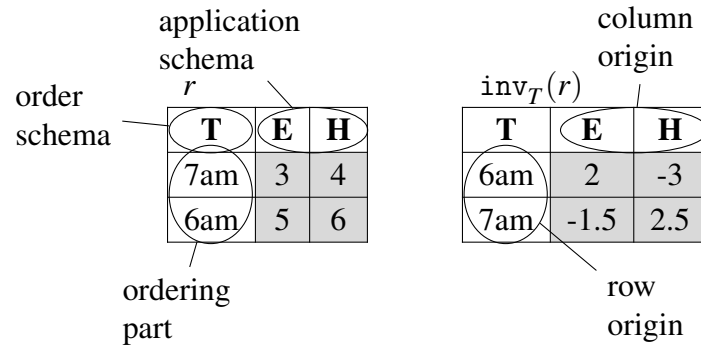 application
schema
column
origin
order
schema
r
inv_T(r)
T E H
7am 3 4
6am 5 6
T E H
6am 2 -3
7am -1.5 2.5
ordering
part
row
origin